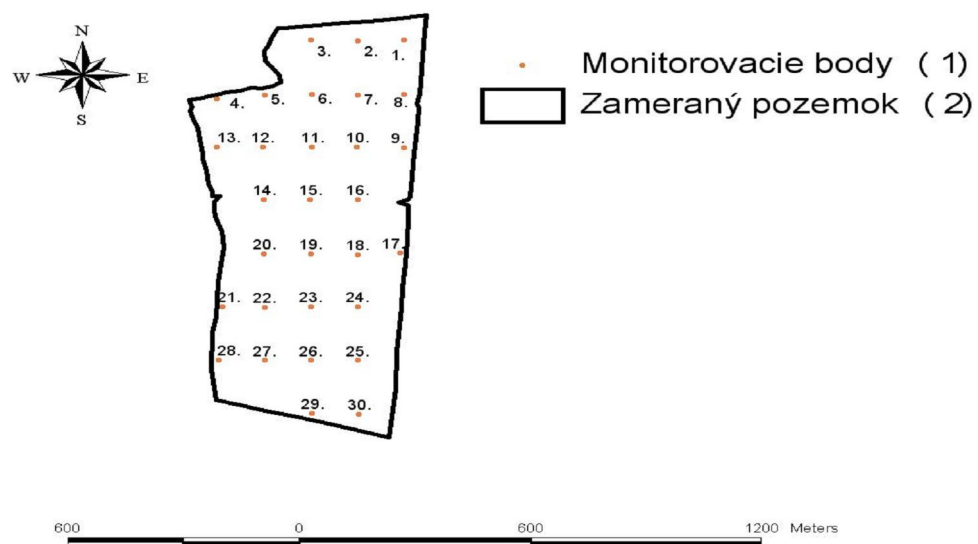 N
W E
S
Monitorovacie body ( 1)
Zameraný pozemok ( 2)
3. 2. 1.
4. 5. 6. 7. 8.
13. 12. 11. 10. 9.
14. 15. 16.
20. 19. 18. 17.
21. 22. 23. 24.
28. 27. 26. 25.
29. 30.
600 0 600 1200 Meters